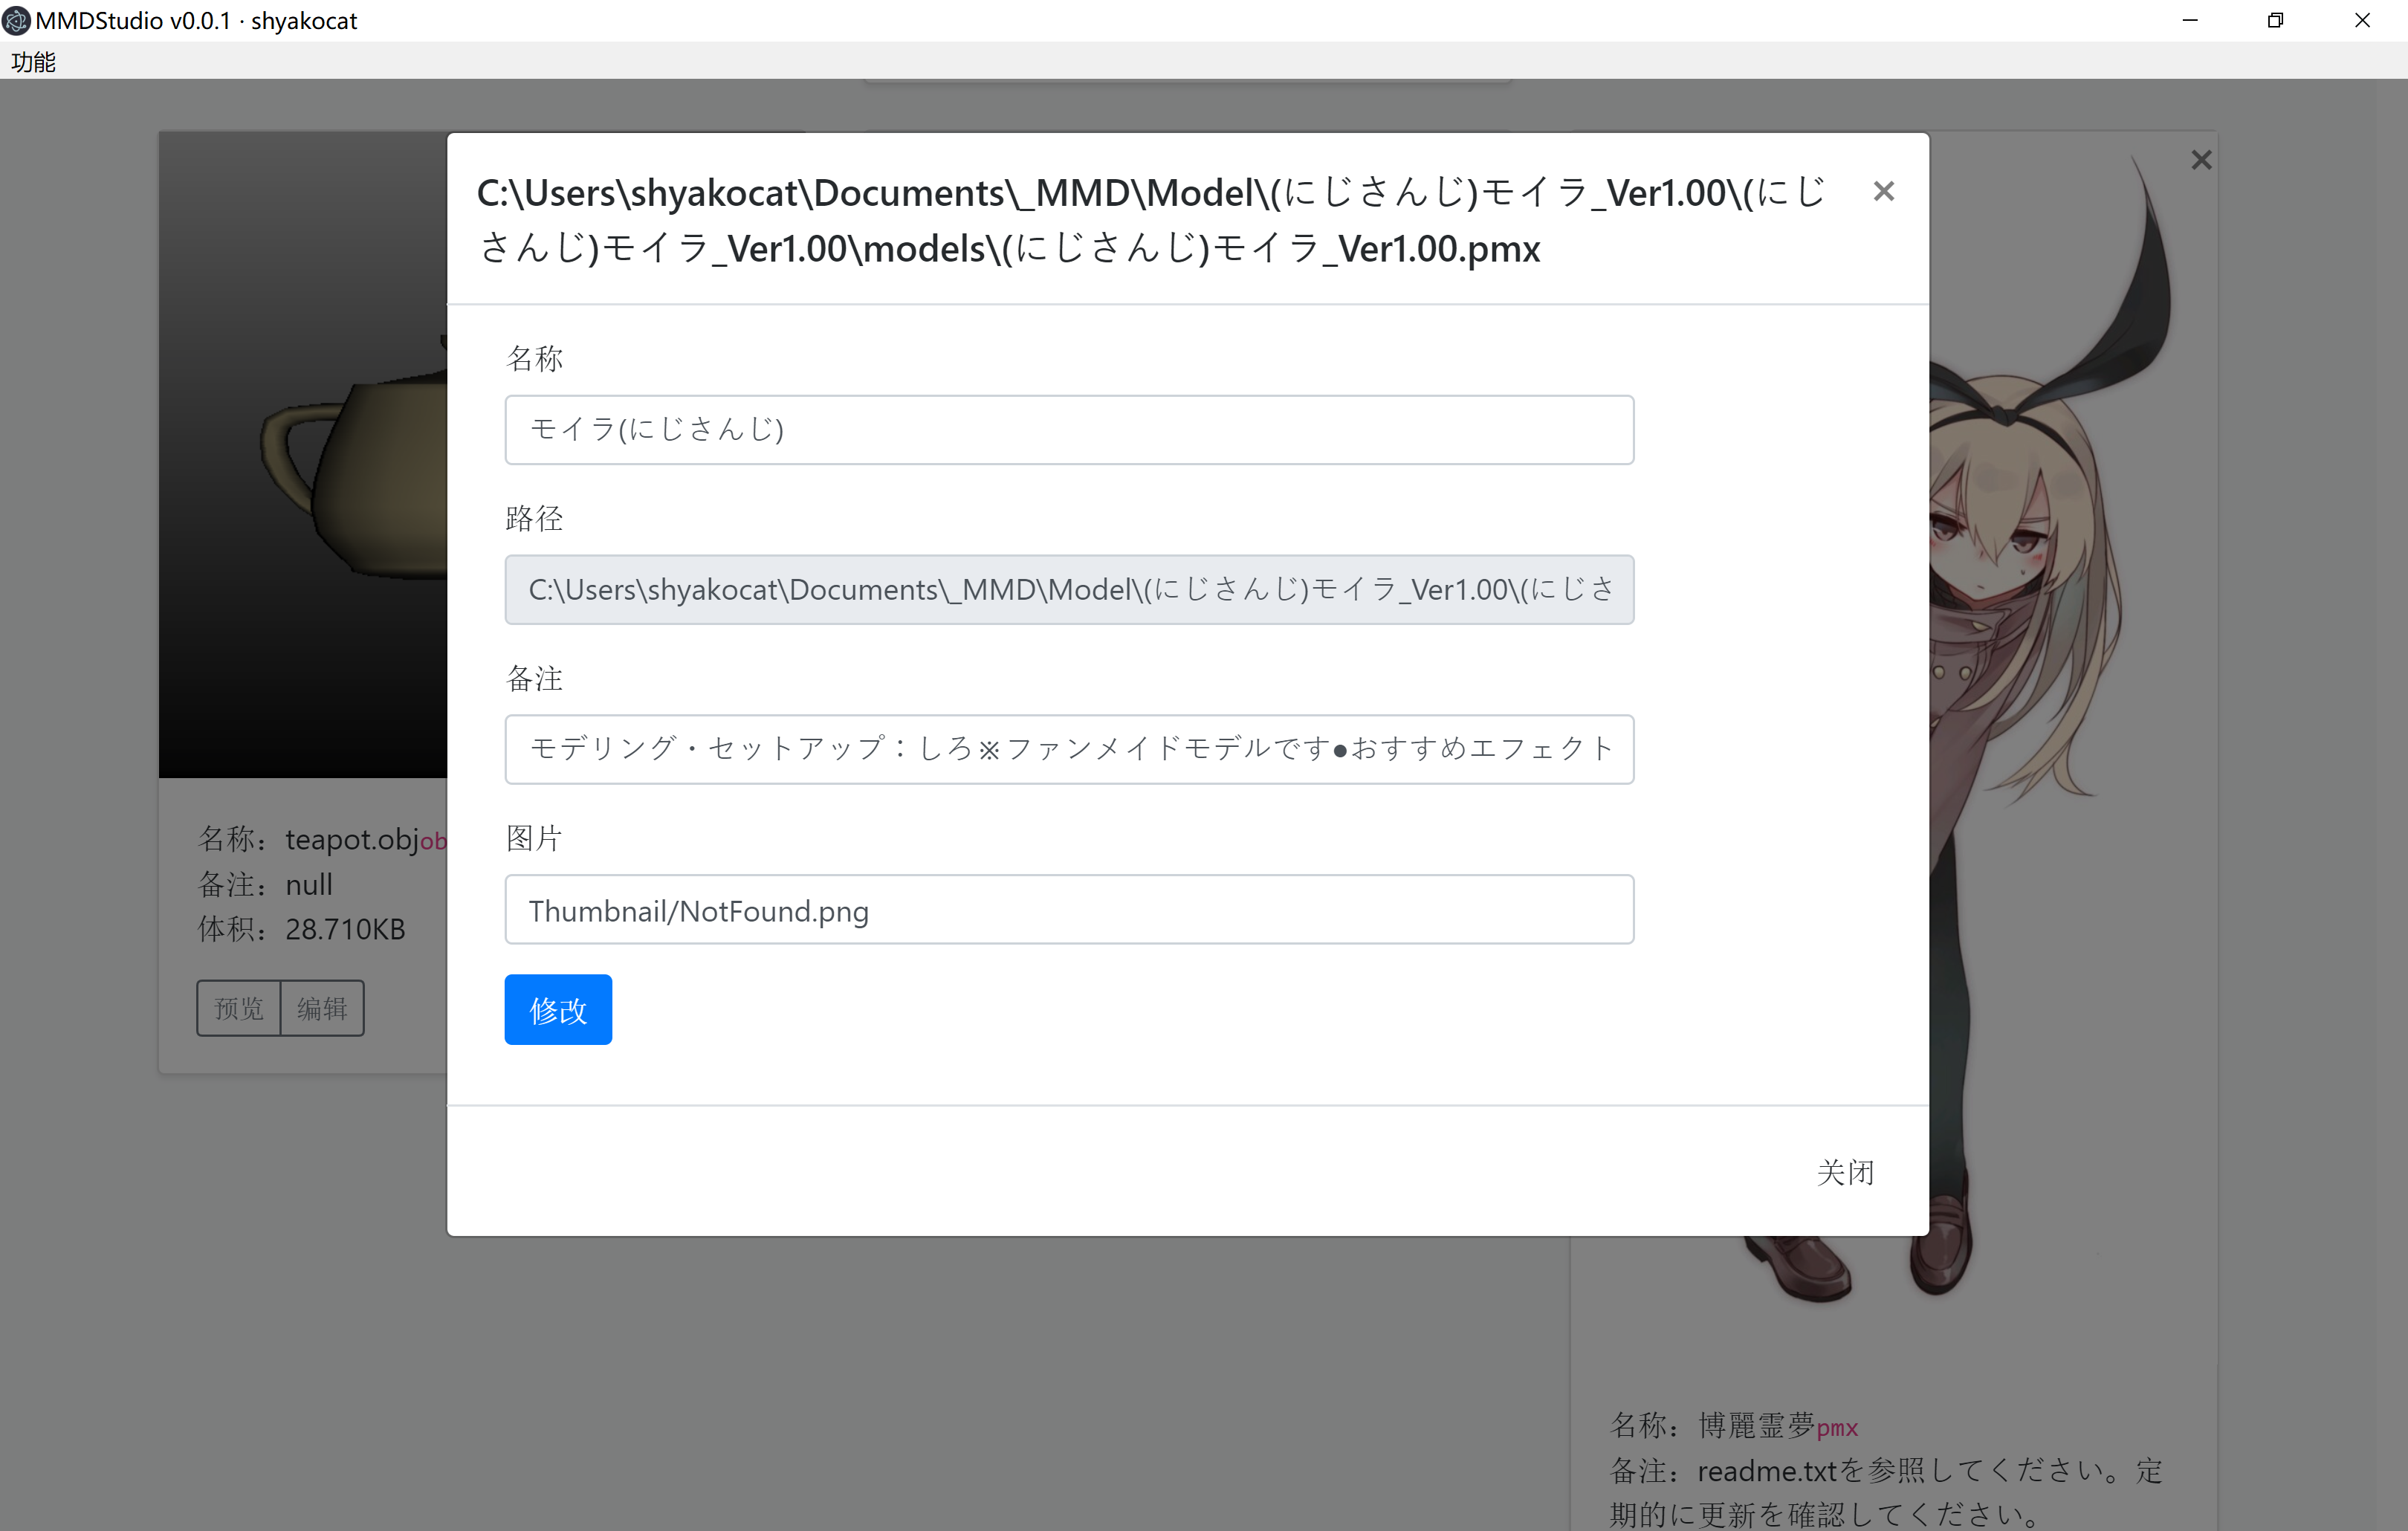 MMDStudio v0.0.1 · shyakocat
功能
C:\Users\shyakocat\Documents\_MMD\Model\(にじさんじ)モイラ_Ver1.00\(にじ
さんじ)モイラ_Ver1.00\models\(にじさんじ)モイラ_Ver1.00.pmx
名称
モイラ(にじさんじ)
路径
C:\Users\shyakocat\Documents\_MMD\Model\(にじさんじ)モイラ_Ver1.00\(にじさ
备注
モデリング・セットアップ：しろ※ファンメイドモデルです●おすすめエフェクト
图片
Thumbnail/NotFound.png
修改
关闭
名称：teapot.objob
备注：null
体积：28.710KB
预览 编辑
名称：博麗霊夢pmx
备注：readme.txtを参照してください。定
期的に更新を確認してください。